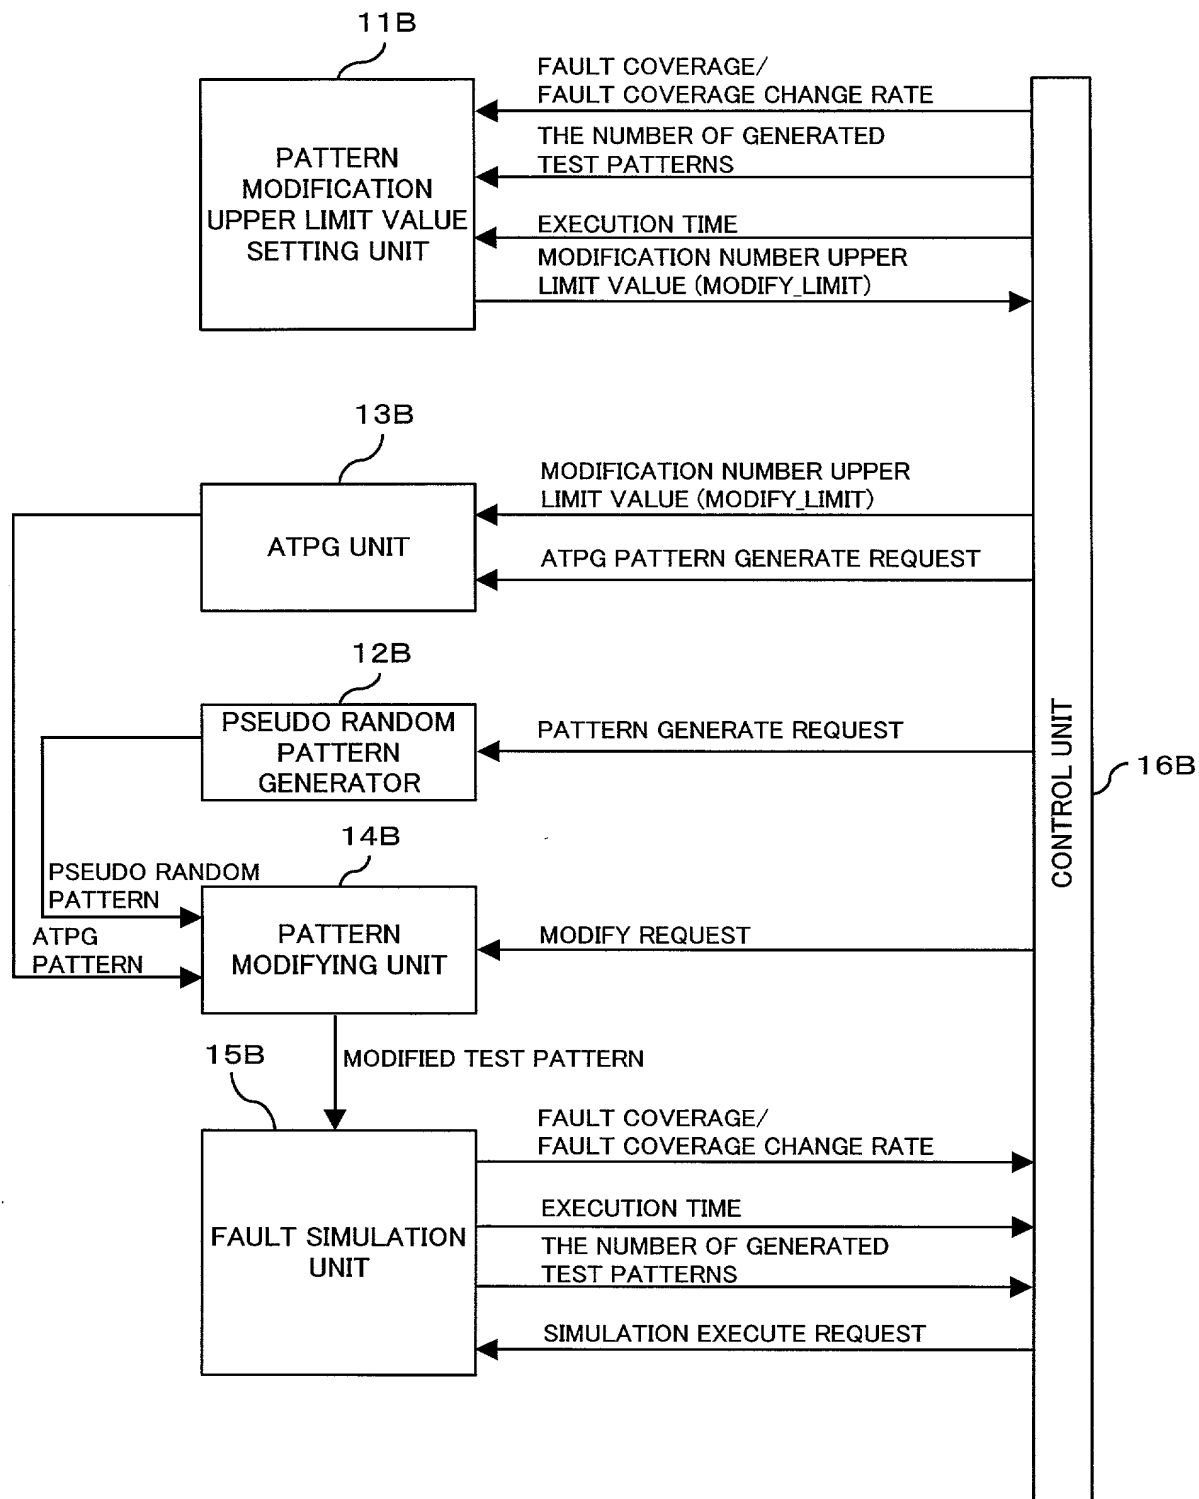 11B
FAULT COVERAGE/
FAULT COVERAGE CHANGE RATE
THE NUMBER OF GENERATED
TEST PATTERNS
PATTERN
MODIFICATION
UPPER LIMIT VALUE
SETTING UNIT
EXECUTION TIME
MODIFICATION NUMBER UPPER
LIMIT VALUE (MODIFY_LIMIT)
13B
MODIFICATION NUMBER UPPER
LIMIT VALUE (MODIFY_LIMIT)
ATPG UNIT
ATPG PATTERN GENERATE REQUEST
12B
PSEUDO RANDOM
PATTERN
GENERATOR
PATTERN GENERATE REQUEST
CONTROL UNIT
16B
14B
PSEUDO RANDOM
PATTERN
ATPG
PATTERN
PATTERN
MODIFYING UNIT
MODIFY REQUEST
15B
MODIFIED TEST PATTERN
FAULT COVERAGE/
FAULT COVERAGE CHANGE RATE
FAULT SIMULATION
UNIT
EXECUTION TIME
THE NUMBER OF GENERATED
TEST PATTERNS
SIMULATION EXECUTE REQUEST